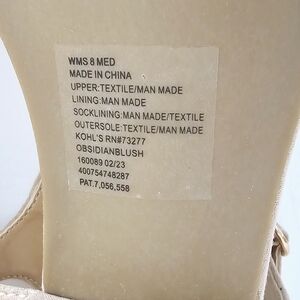 WMS 8 MED
MADE IN CHINA
UPPER:TEXTILE/MAN MADE
LINING:MAN MADE
SOCKLINING:MAN MADE/TEXTILE
OUTERSOLE:TEXTILE/MAN MADE
KOHL'S RN#73277
OBSIDIANBLUSH
160089 02/23
400754748287
PAT.7,056,558